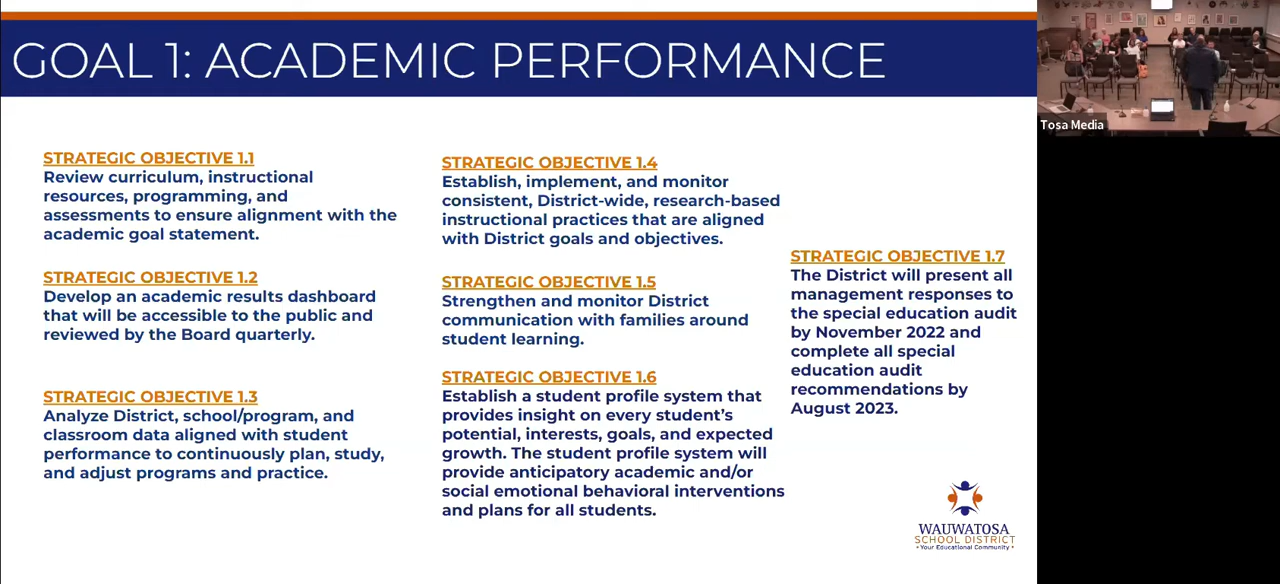 GOAL 1: ACADEMIC PERFORMANCE
STRATEGIC OBJECTIVE 1.1
Review curriculum, instructional
resources, programming, and
assessments to ensure alignment with the
academic goal statement.
STRATEGIC OBJECTIVE 1.2
Develop an academic results dashboard
that will be accessible to the public and
reviewed by the Board quarterly.
STRATEGIC OBJECTIVE 1.3
Analyze District, school/program, and
classroom data aligned with student
performance to continuously plan, study,
and adjust programs and practice.
STRATEGIC OBJECTIVE 1.4
Establish, implement, and monitor
consistent, District-wide, research-based
instructional practices that are aligned
with District goals and objectives.
STRATEGIC OBJECTIVE 1.5
Strengthen and monitor District
communication with families around
student learning.
STRATEGIC OBJECTIVE 1.6
Establish a student profile system that
provides insight on every student's
potential, interests, goals, and expected
growth. The student profile system will
provide anticipatory academic and/or
social emotional behavioral interventions
and plans for all students.
STRATEGIC OBJECTIVE 1.7
The District will present all
management responses to
the special education audit
by November 2022 and
complete all special
education audit
recommendations by
August 2023.
WAUWATOSA
SCHOOL DISTRICT
• Your Educational Community •
Tosa Media